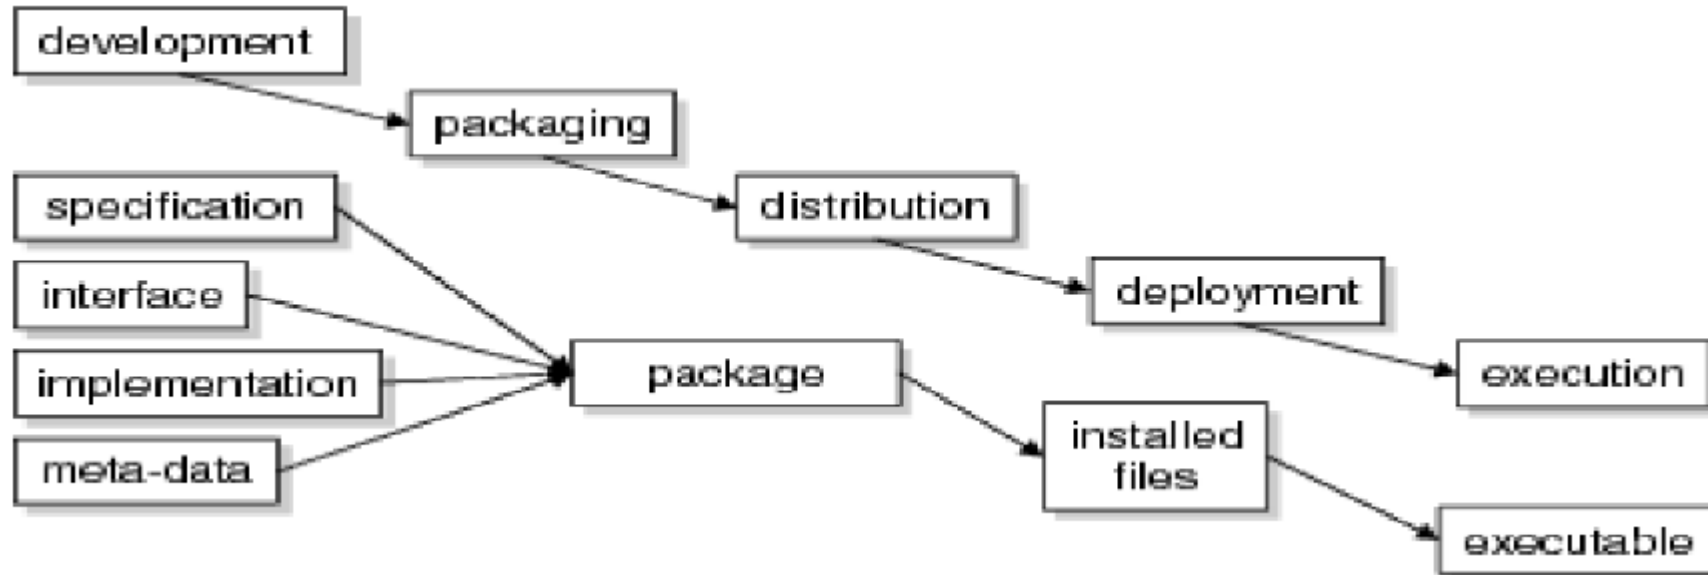 development
packaging
specification
distribution
interface
deployment
implementation
package
execution
meta-data
installed
files
executable